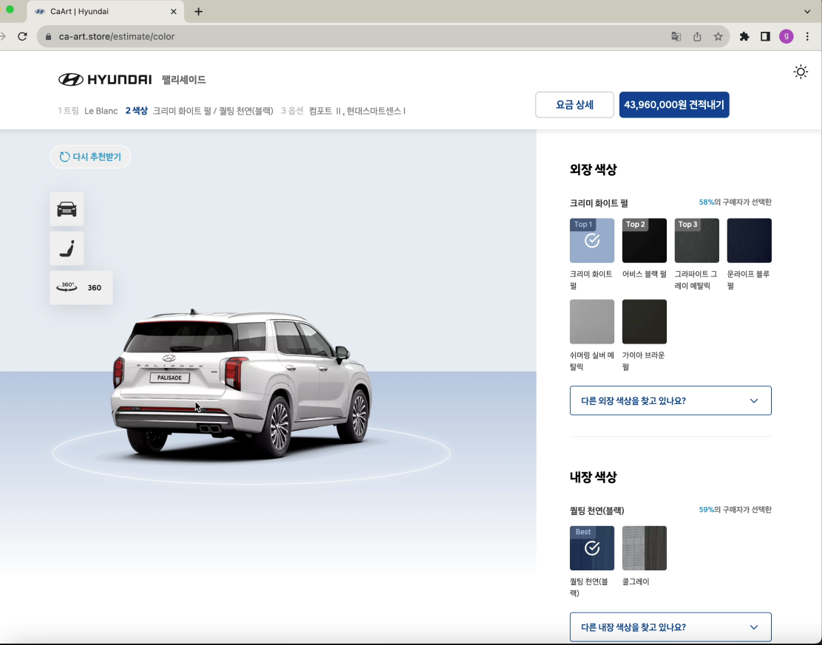 CaArt | Hyundai
ca-art.store/estimate/color
g
HYUNDAI 팰리세이드
1 트림 Le Blanc 2 색상 크리미 화이트 펄 / 퀄팅 천연(블랙) 3 옵션 컴포트 II , 현대스마트센스 I
요금 상세
43,960,000원 견적내기
다시 추천받기
360°
360
PALISADE
PALISADE
외장 색상
크리미 화이트 펄
58%의 구매자가 선택한
Top 1
Top 2
Top 3
크리미 화이트
펄
어비스 블랙 펄
그라파이트 그
레이 메탈릭
문라이프 블루
펄
쉬머링 실버 메
탈릭
가이아 브라운
펄
다른 외장 색상을 찾고 있나요?
내장 색상
퀄팅 천연(블랙)
59%의 구매자가 선택한
Best
퀄팅 천연(블
랙)
쿨그레이
다른 내장 색상을 찾고 있나요?